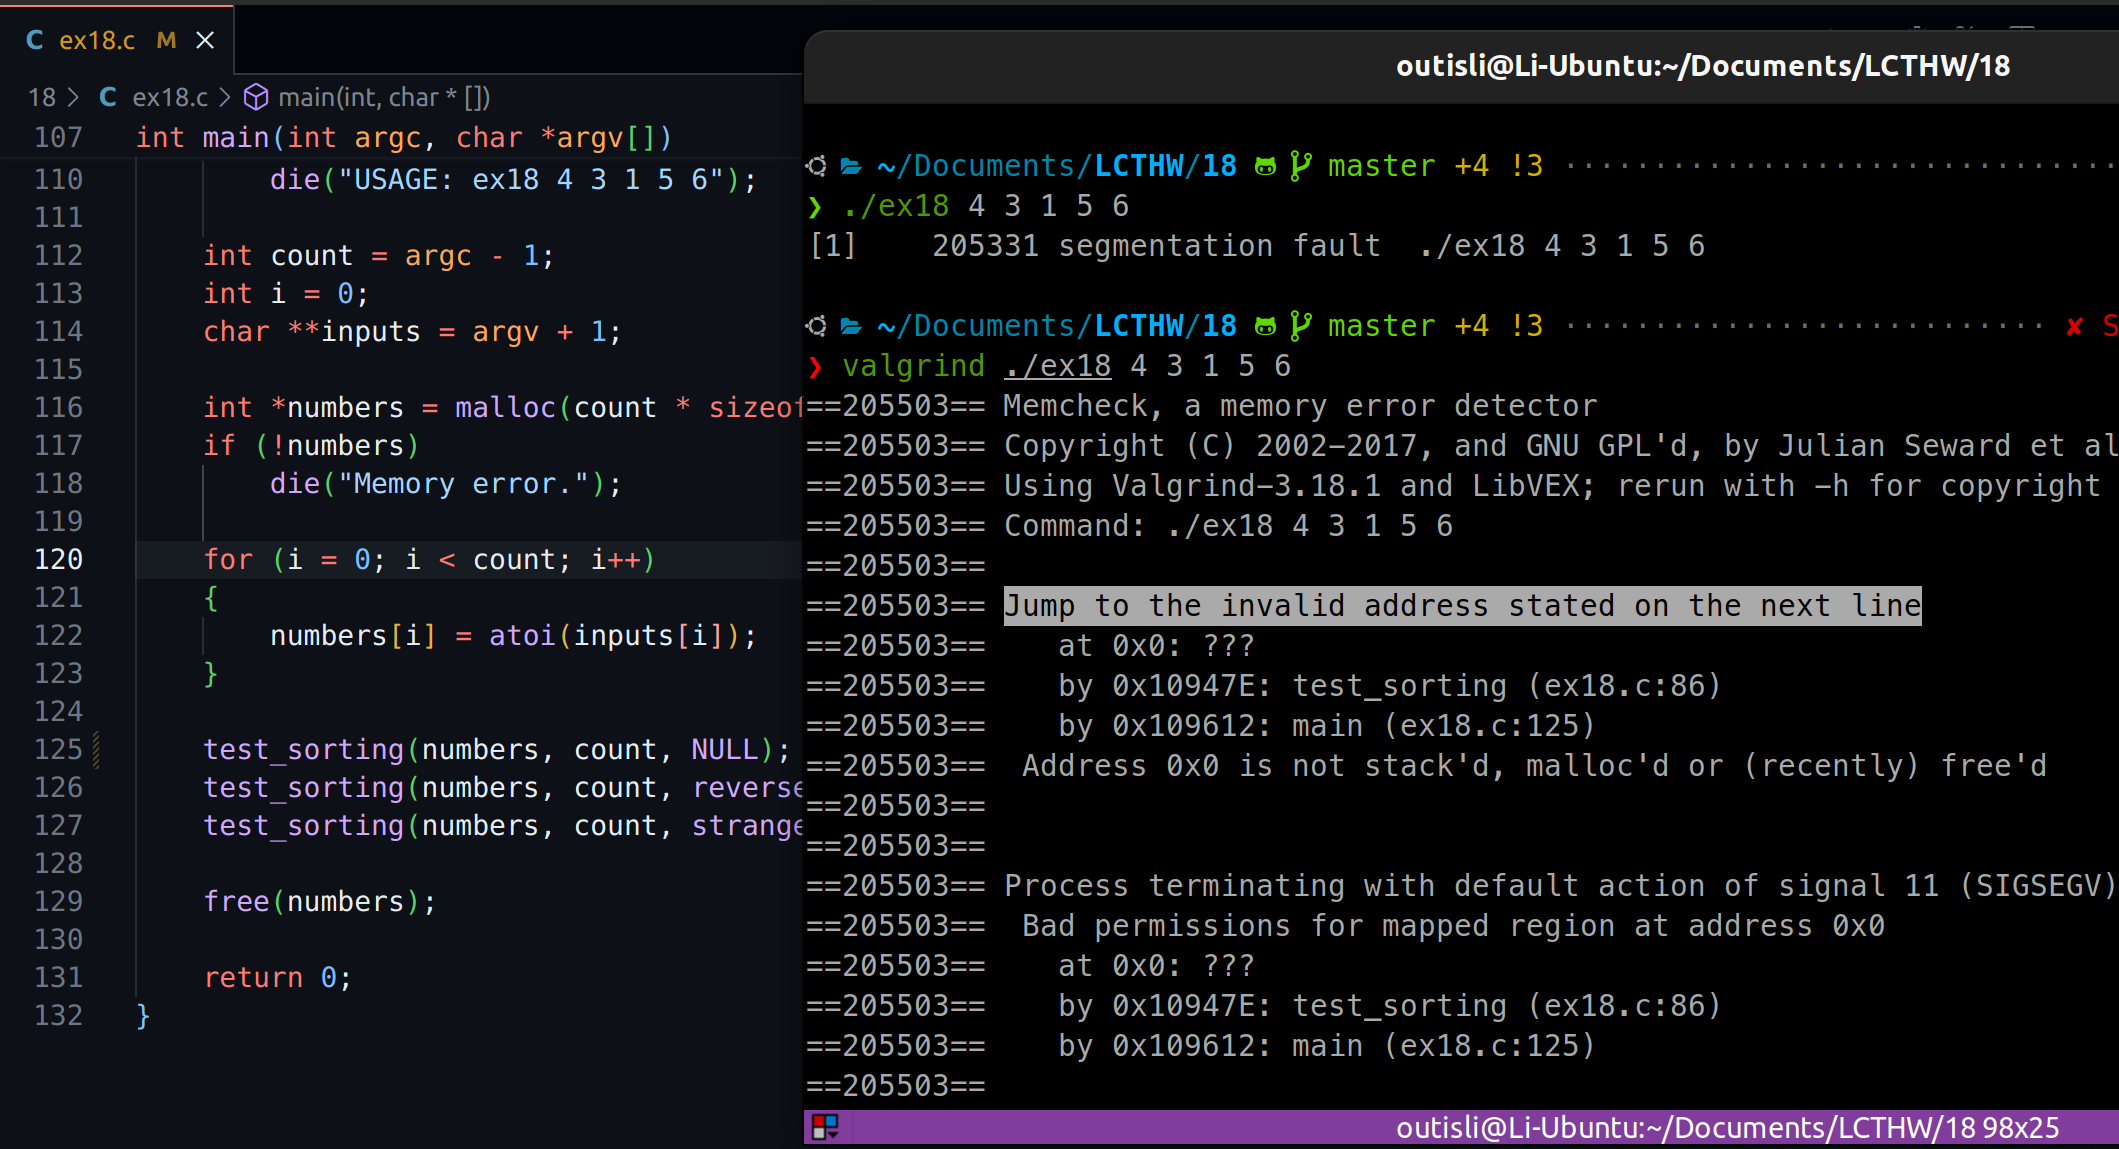 ex18.c M
18 > C ex18.c > main(int, char * [])
107 int main(int argc, char *argv[])
110 die("USAGE: ex18 4 3 1 5 6");
111
112 int count = argc - 1;
113 int i = 0;
114 char **inputs = argv + 1;
115
116 int *numbers = malloc(count * sizeof
117 if (!numbers)
118 die("Memory error.");
119
120 for (i = 0; i < count; i++)
121 {
122 numbers[i] = atoi(inputs[i]);
123 }
124
125 test_sorting(numbers, count, NULL);
126 test_sorting(numbers, count, reverse
127 test_sorting(numbers, count, strange
128
129 free(numbers);
130
131 return 0;
132 }
outisli@Li-Ubuntu:~/Documents/LCTHW/18
~/Documents/LCTHW/18 master +4 !3
❯ ./ex18 4 3 1 5 6
[1] 205331 segmentation fault ./ex18 4 3 1 5 6
~/Documents/LCTHW/18 master +4 !3 ✘ S
❯ valgrind ./ex18 4 3 1 5 6
==205503== Memcheck, a memory error detector
==205503== Copyright (C) 2002-2017, and GNU GPL'd, by Julian Seward et al
==205503== Using Valgrind-3.18.1 and LibVEX; rerun with -h for copyright
==205503== Command: ./ex18 4 3 1 5 6
==205503==
==205503== Jump to the invalid address stated on the next line
==205503== at 0x0: ???
==205503== by 0x10947E: test_sorting (ex18.c:86)
==205503== by 0x109612: main (ex18.c:125)
==205503== Address 0x0 is not stack'd, malloc'd or (recently) free'd
==205503==
==205503==
==205503== Process terminating with default action of signal 11 (SIGSEGV)
==205503== Bad permissions for mapped region at address 0x0
==205503== at 0x0: ???
==205503== by 0x10947E: test_sorting (ex18.c:86)
==205503== by 0x109612: main (ex18.c:125)
==205503==
outisli@Li-Ubuntu:~/Documents/LCTHW/18 98x25